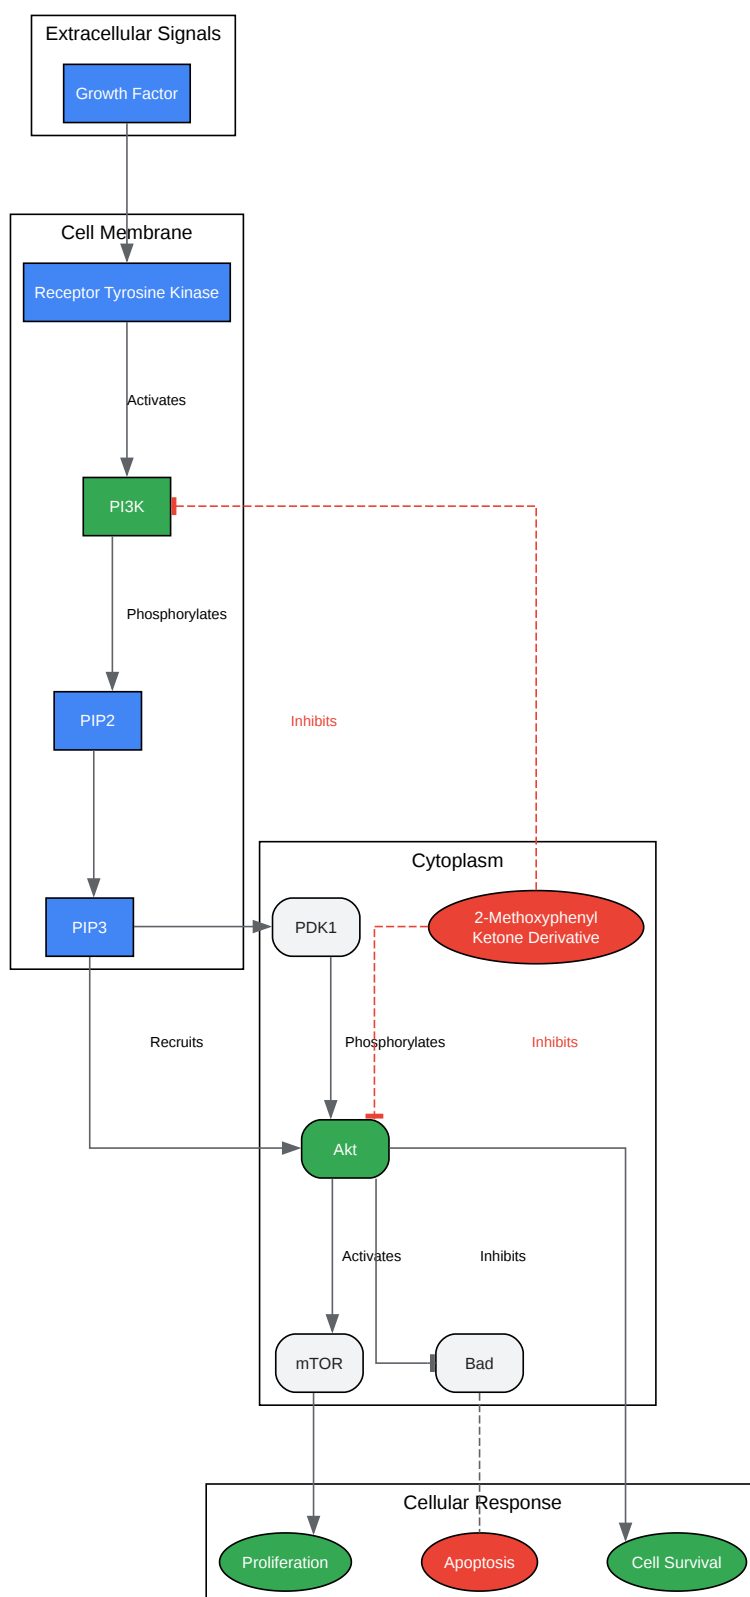 Extracellular Signals
Growth Factor
Cell Membrane
Receptor Tyrosine Kinase
Activates
PI3K
Phosphorylates
PIP2
Inhibits
Cytoplasm
PIP3
PDK1
2-Methoxyphenyl
Ketone Derivative
Recruits
Phosphorylates
Inhibits
Akt
Activates
Inhibits
mTOR
Bad
Cellular Response
Proliferation
Apoptosis
Cell Survival